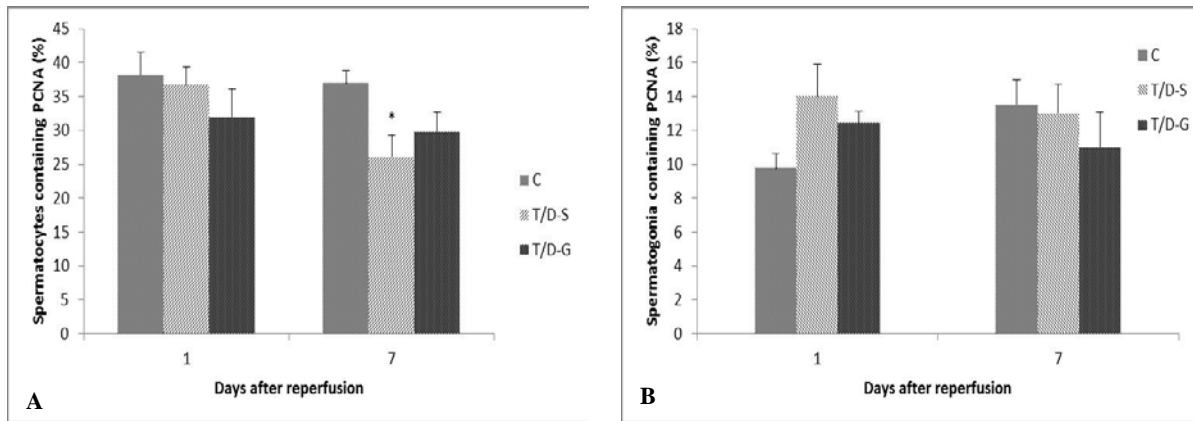 Spermatocytes containing PCNA (%)
45
40
35
30
25
20
15
10
5
0
*
1
7
Days after reperfusion
C
T/D-S
T/D-G
A
Spermatogonia containing PCNA (%)
18
16
14
12
10
8
6
4
2
0
1
7
Days after reperfusion
C
T/D-S
T/D-G
B